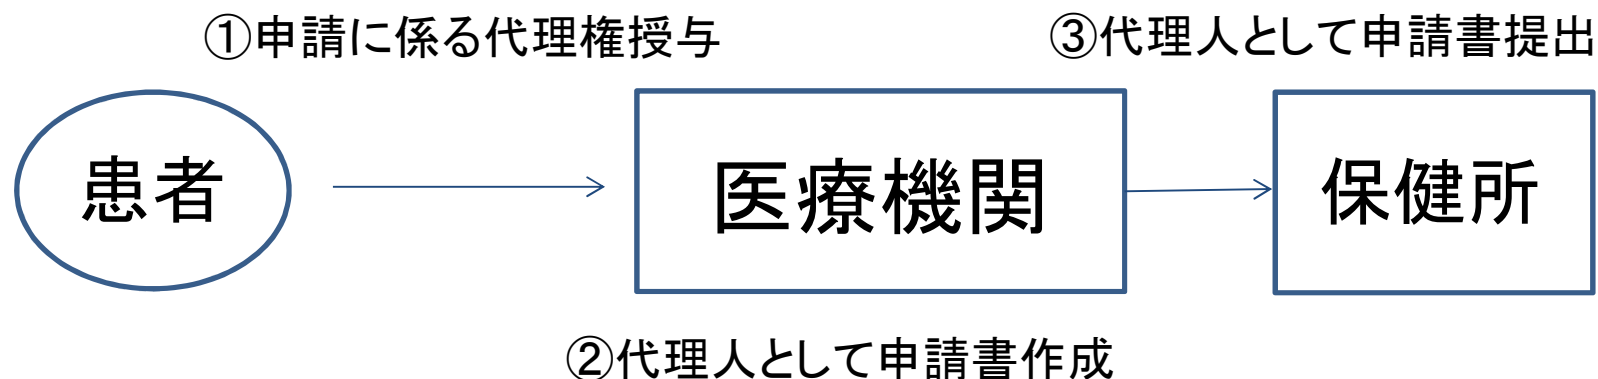 ①申請に係る代理権授与
③代理人として申請書提出
患者
医療機関
保健所
②代理人として申請書作成